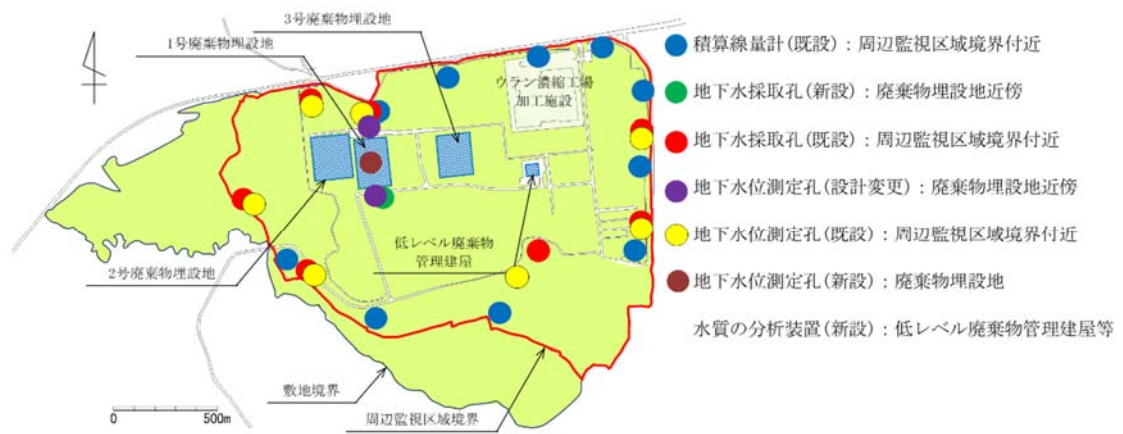 3号廃棄物埋設地
1号廃棄物埋設地
ウラン濃縮工場
加工施設
低レベル廃棄物
管理建屋
2号廃棄物埋設地
敷地境界
周辺監視区域境界
0
500m
積算線量計(既設)：周辺監視区域境界付近
地下水採取孔(新設)：廃棄物埋設地近傍
地下水採取孔(既設)：周辺監視区域境界付近
地下水位測定孔(設計変更)：廃棄物埋設地近傍
地下水位測定孔(既設)：周辺監視区域境界付近
地下水位測定孔(新設)：廃棄物埋設地
水質の分析装置(新設)：低レベル廃棄物管理建屋等